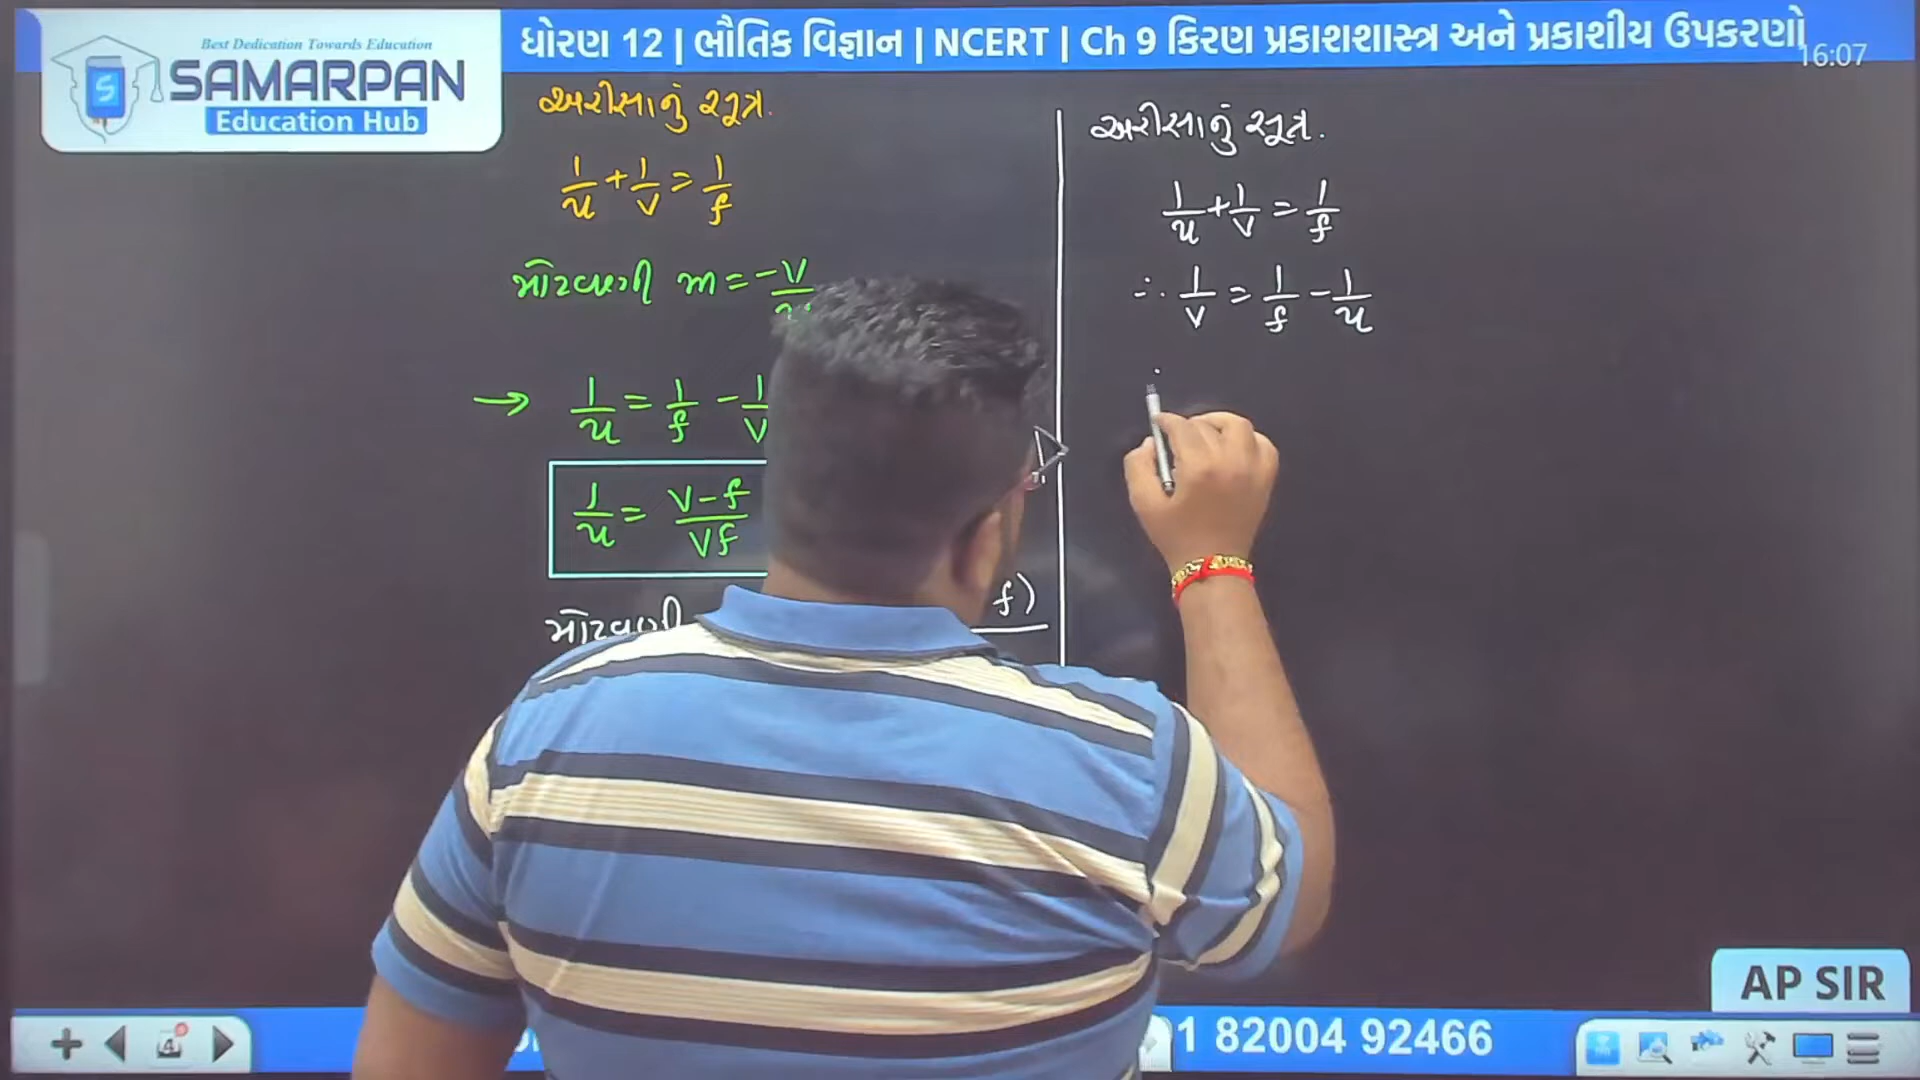 Best Dedication Towards Education
SAMARPAN
Education Hub
ધોરણ 12 | ભૌતિક વિજ્ઞાન | NCERT | Ch 9 કિરણ પ્રકાશશાસ્ત્ર અને પ્રકાશીય ઉપકરણો
16:07
અરીસાનું સૂત્ર.
1/u + 1/v = 1/f
મોટવણી m = -v/
→ 1/u = 1/f - 1/v
1/u = v-f/vf
મોટવણી
f)
અરીસાનું સૂત્ર.
1/u + 1/v = 1/f
∴ 1/v = 1/f - 1/u
AP SIR
1 82004 92466
4